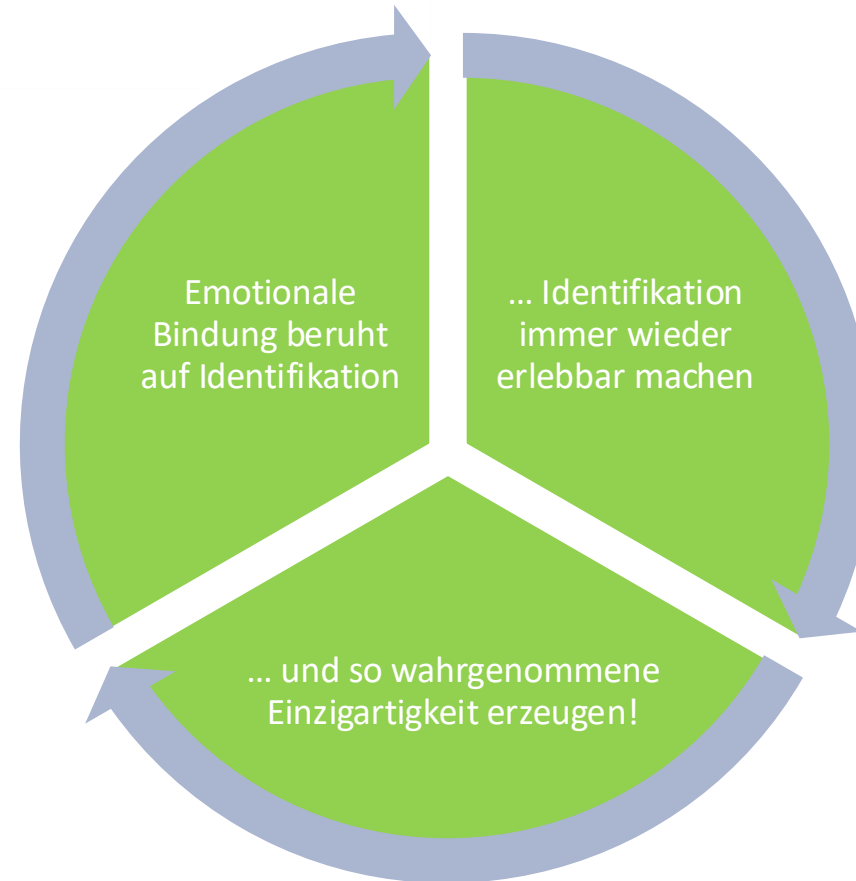 Emotionale
Bindung beruht
auf Identifikation
... Identifikation
immer wieder
erlebbar machen
... und so wahrgenommene
Einzigartigkeit erzeugen!